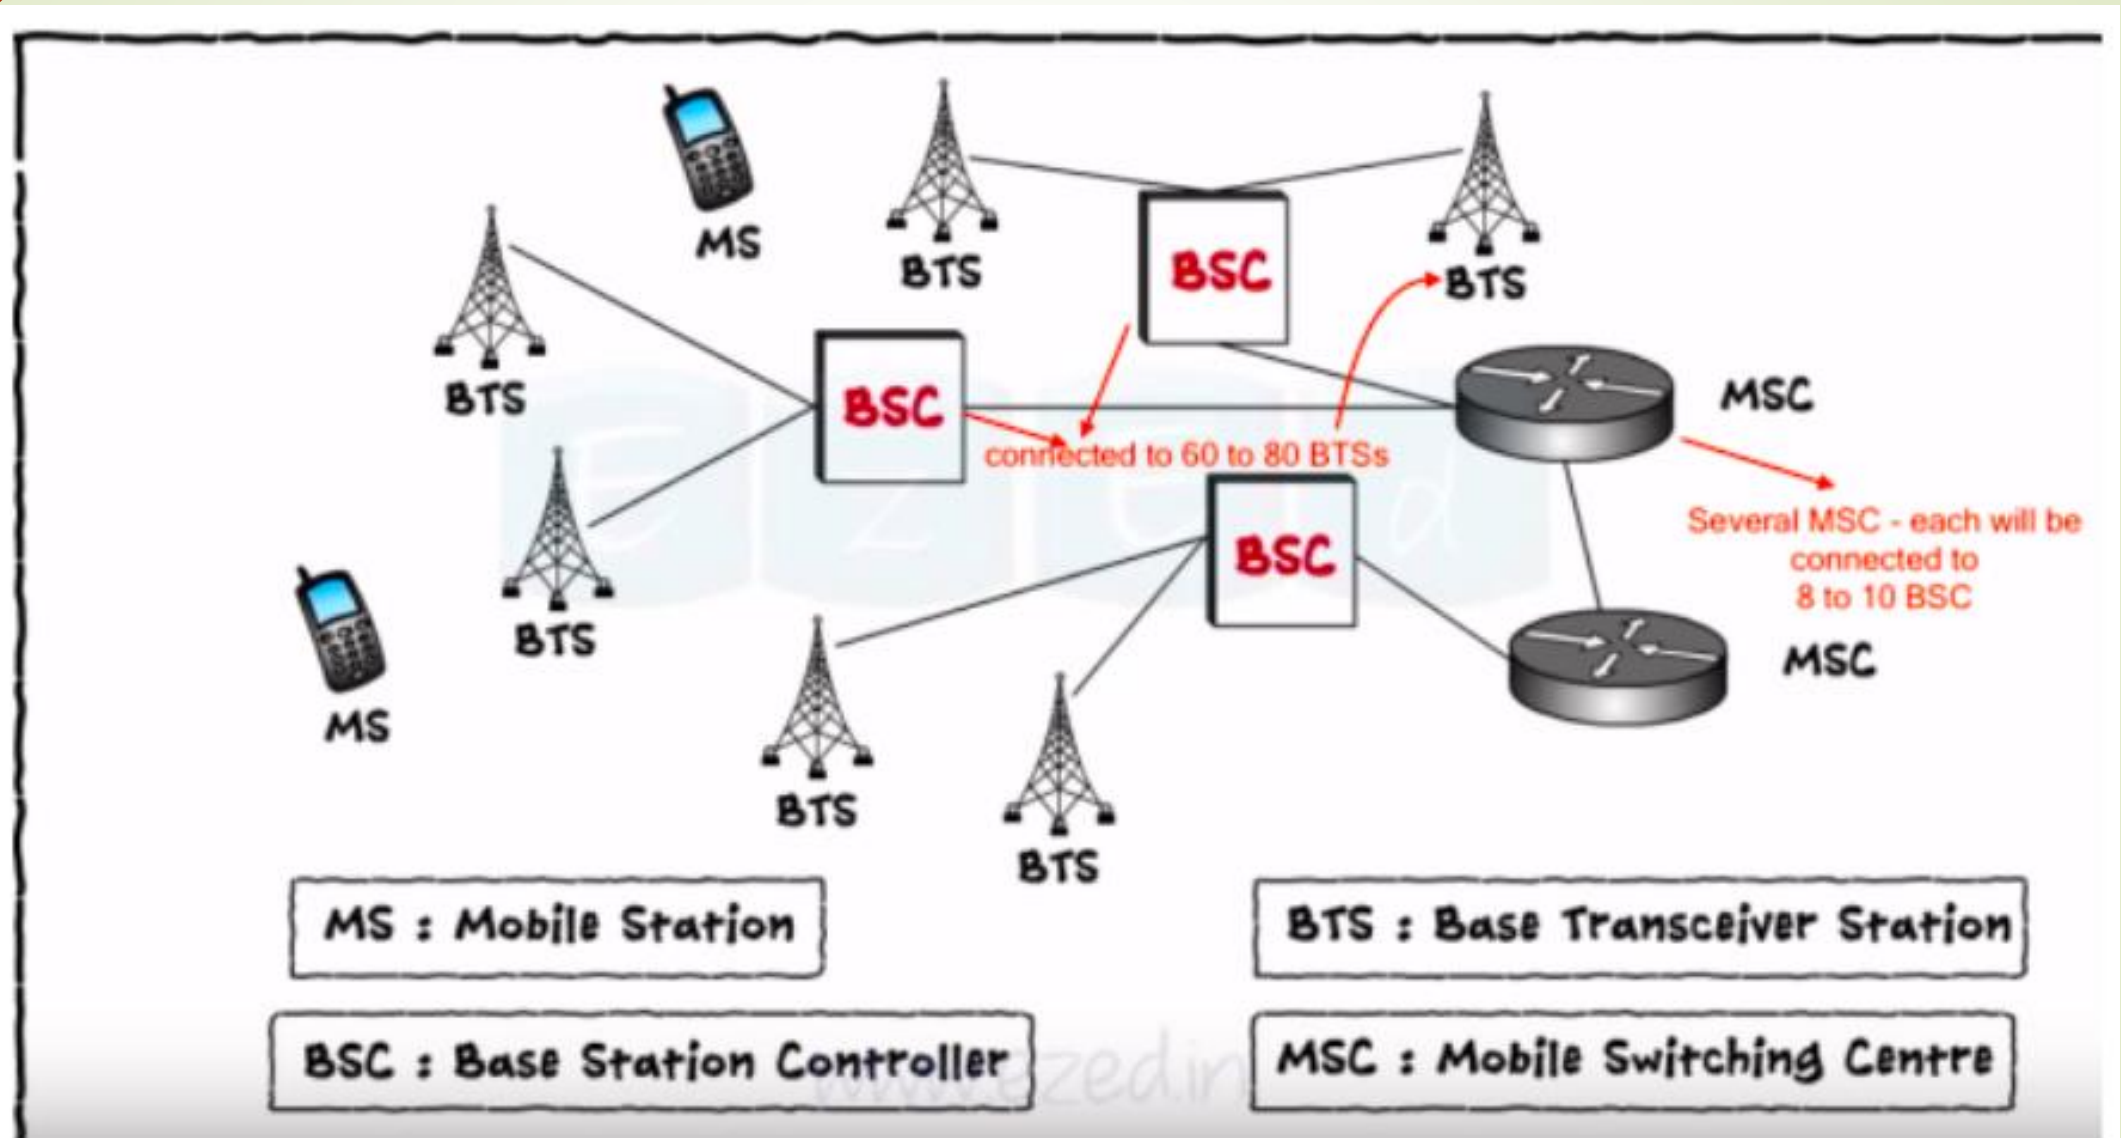 MS
BTS
BTS
BSC
BTS
BTS
BSC
MSC
connected to 60 to 80 BTSs
Several MSC - each will be
connected to
8 to 10 BSC
BSC
BTS
MS
MSC
BTS
BTS
EzEd
MS : Mobile Station
BTS : Base Transceiver Station
BSC : Base Station Controller
MSC : Mobile Switching Centre
www.ezed.in